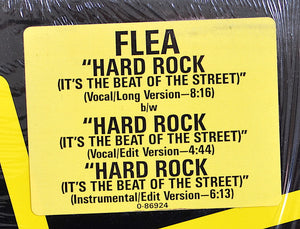 FLEA
"HARD ROCK
(IT'S THE BEAT OF THE STREET)"
(Vocal/Long Version—8:16)
b/w
"HARD ROCK
(IT'S THE BEAT OF THE STREET)"
(Vocal/Edit Version—4:44)
"HARD ROCK
(IT'S THE BEAT OF THE STREET)"
(Instrumental/Edit Version—6:13)
0-86924